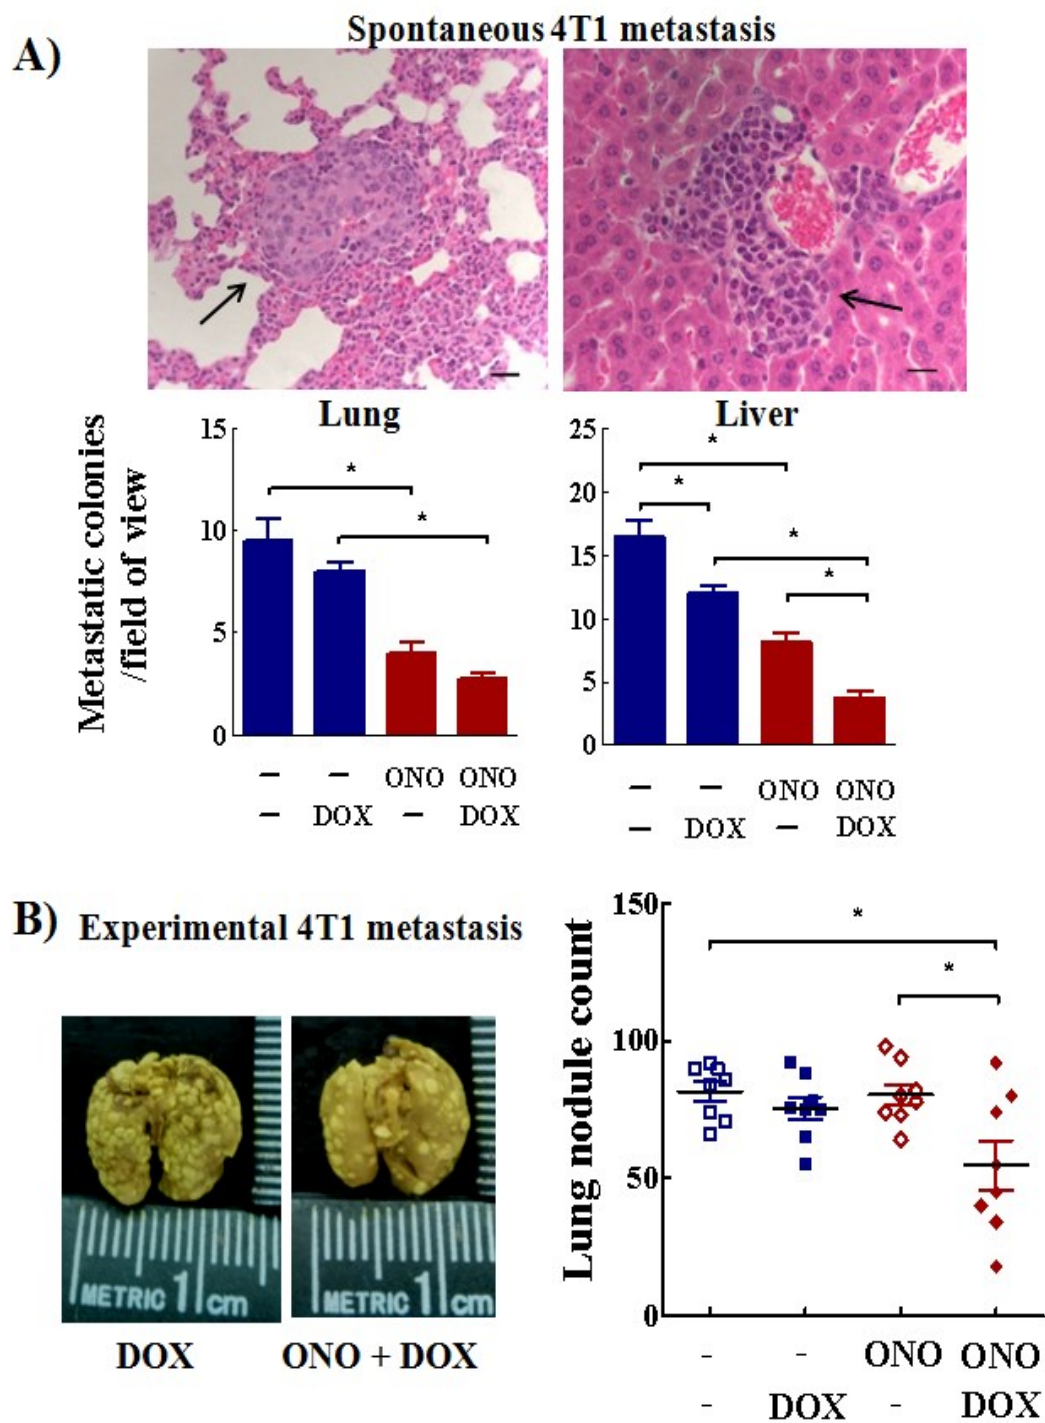 Spontaneous 4T1 metastasis
A)
Lung
Liver
Metastatic colonies
/field of view
15
10
5
0
*
*
– – ONO ONO
– DOX – DOX
25
20
15
10
5
0
*
*
*
*
– – ONO ONO
– DOX – DOX
B) Experimental 4T1 metastasis
METRIC 1 cm
METRIC 1 cm
DOX
ONO + DOX
Lung nodule count
150
100
50
0
*
*
- - ONO ONO
- DOX - DOX